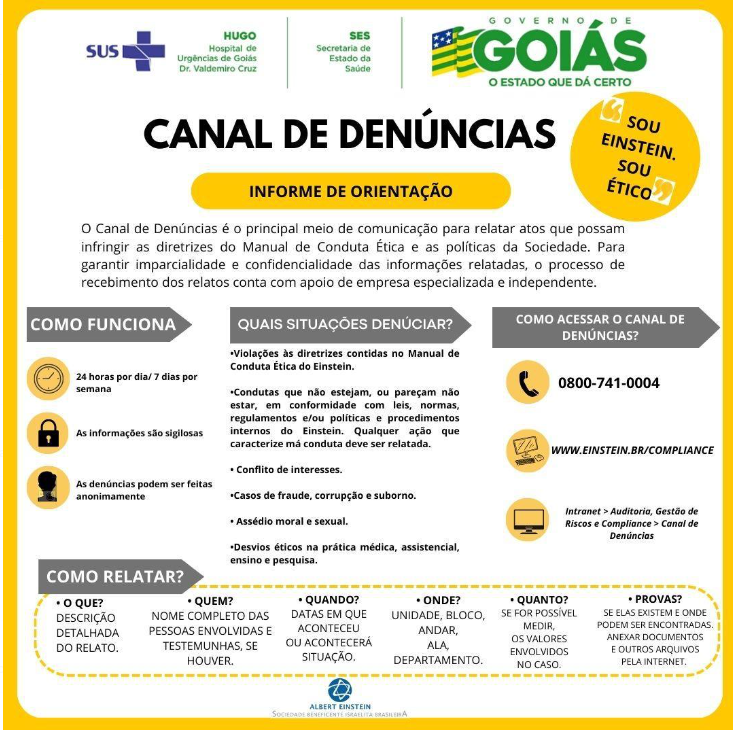 SUS
HUGO
Hospital de
Urgências de Goiás
Dr. Valdemiro Cruz
SES
Secretaria de
Estado da
Saúde
GOVERNO DE
GOIÁS
O ESTADO QUE DÁ CERTO
CANAL DE DENÚNCIAS
SOU
EINSTEIN.
SOU
ÉTICO
INFORME DE ORIENTAÇÃO
O Canal de Denúncias é o principal meio de comunicação para relatar atos que possam
infringir as diretrizes do Manual de Conduta Ética e as políticas da Sociedade. Para
garantir imparcialidade e confidencialidade das informações relatadas, o processo de
recebimento dos relatos conta com apoio de empresa especializada e independente.
COMO FUNCIONA
24 horas por dia/ 7 dias por
semana
As informações são sigilosas
As denúncias podem ser feitas
anonimamente
QUAIS SITUAÇÕES DENÚCIAR?
•Violações às diretrizes contidas no Manual de
Conduta Ética do Einstein.
•Condutas que não estejam, ou pareçam não
estar, em conformidade com leis, normas,
regulamentos e/ou políticas e procedimentos
internos do Einstein. Qualquer ação que
caracterize má conduta deve ser relatada.
• Conflito de interesses.
•Casos de fraude, corrupção e suborno.
• Assédio moral e sexual.
•Desvios éticos na prática médica, assistencial,
ensino e pesquisa.
COMO ACESSAR O CANAL DE
DENÚNCIAS?
0800-741-0004
WWW.EINSTEIN.BR/COMPLIANCE
Intranet > Auditoria, Gestão de
Riscos e Compliance > Canal de
Denúncias
COMO RELATAR?
• O QUE?
DESCRIÇÃO
DETALHADA
DO RELATO.
• QUEM?
NOME COMPLETO DAS
PESSOAS ENVOLVIDAS E
TESTEMUNHAS, SE
HOUVER.
• QUANDO?
DATAS EM QUE
ACONTECEU
OU ACONTECERÁ
SITUAÇÃO.
• ONDE?
UNIDADE, BLOCO,
ANDAR,
ALA,
DEPARTAMENTO.
• QUANTO?
SE FOR POSSÍVEL
MEDIR,
OS VALORES
ENVOLVIDOS
NO CASO.
• PROVAS?
SE ELAS EXISTEM E ONDE
PODEM SER ENCONTRADAS.
ANEXAR DOCUMENTOS
E OUTROS ARQUIVOS
PELA INTERNET.
ALBERT EINSTEIN
SOCIEDADE BENEFICENTE ISRAELITA BRASILEIRA